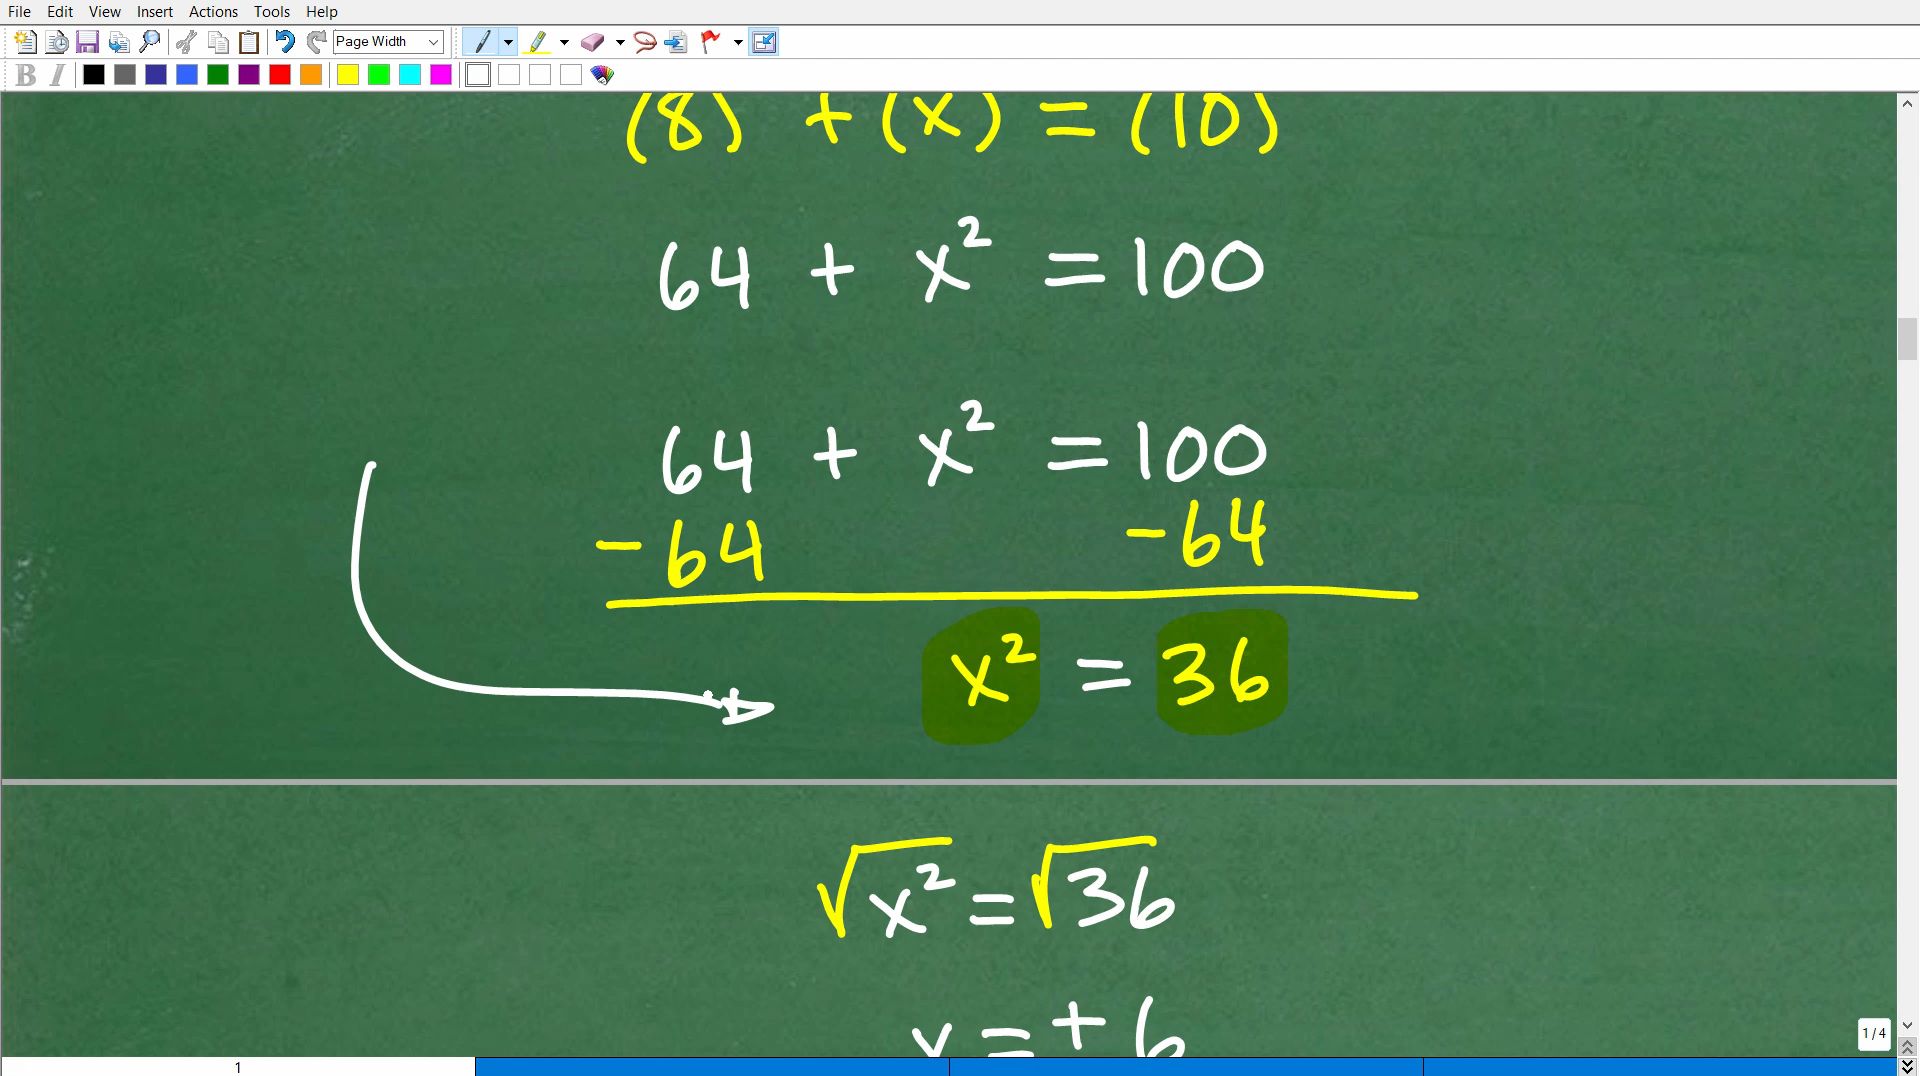 File Edit View Insert Actions Tools Help
Page Width
B I
(8) + (x) = (10)
64 + x² = 100
64 + x² = 100
-64 -64
x² = 36
√x² = √36
x = + 6
1 / 4
1